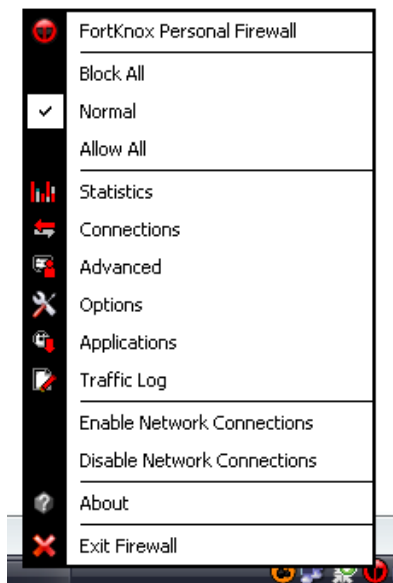 FortKnox Personal Firewall
Block All
Normal
Allow All
Statistics
Connections
Advanced
Options
Applications
Traffic Log
Enable Network Connections
Disable Network Connections
About
Exit Firewall